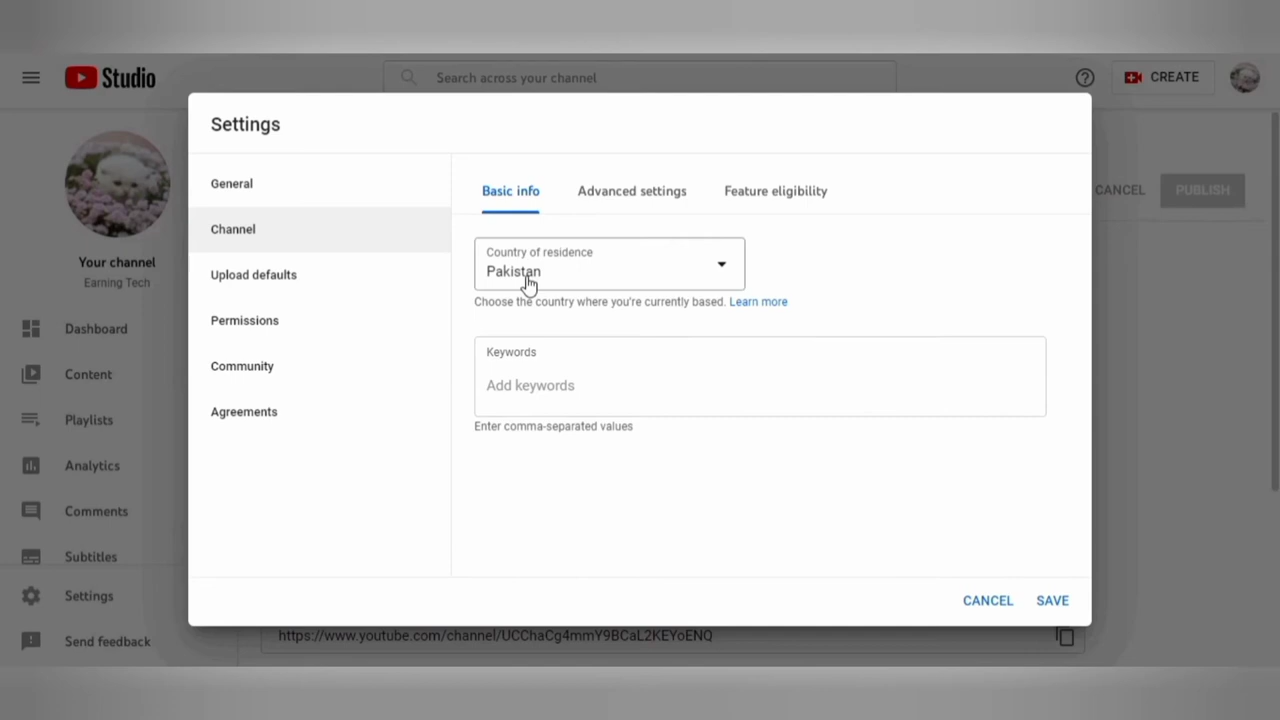 Studio
Search across your channel
CREATE
Settings
General
Channel
Upload defaults
Permissions
Community
Agreements
Basic info
Advanced settings
Feature eligibility
Country of residence
Pakistan
Choose the country where you're currently based. Learn more
Keywords
Add keywords
Enter comma-separated values
CANCEL
SAVE
CANCEL
PUBLISH
Your channel
Earning Tech
Dashboard
Content
Playlists
Analytics
Comments
Subtitles
Settings
Send feedback
https://www.youtube.com/channel/UCChaCg4mmY9BCaL2KEYoENQ